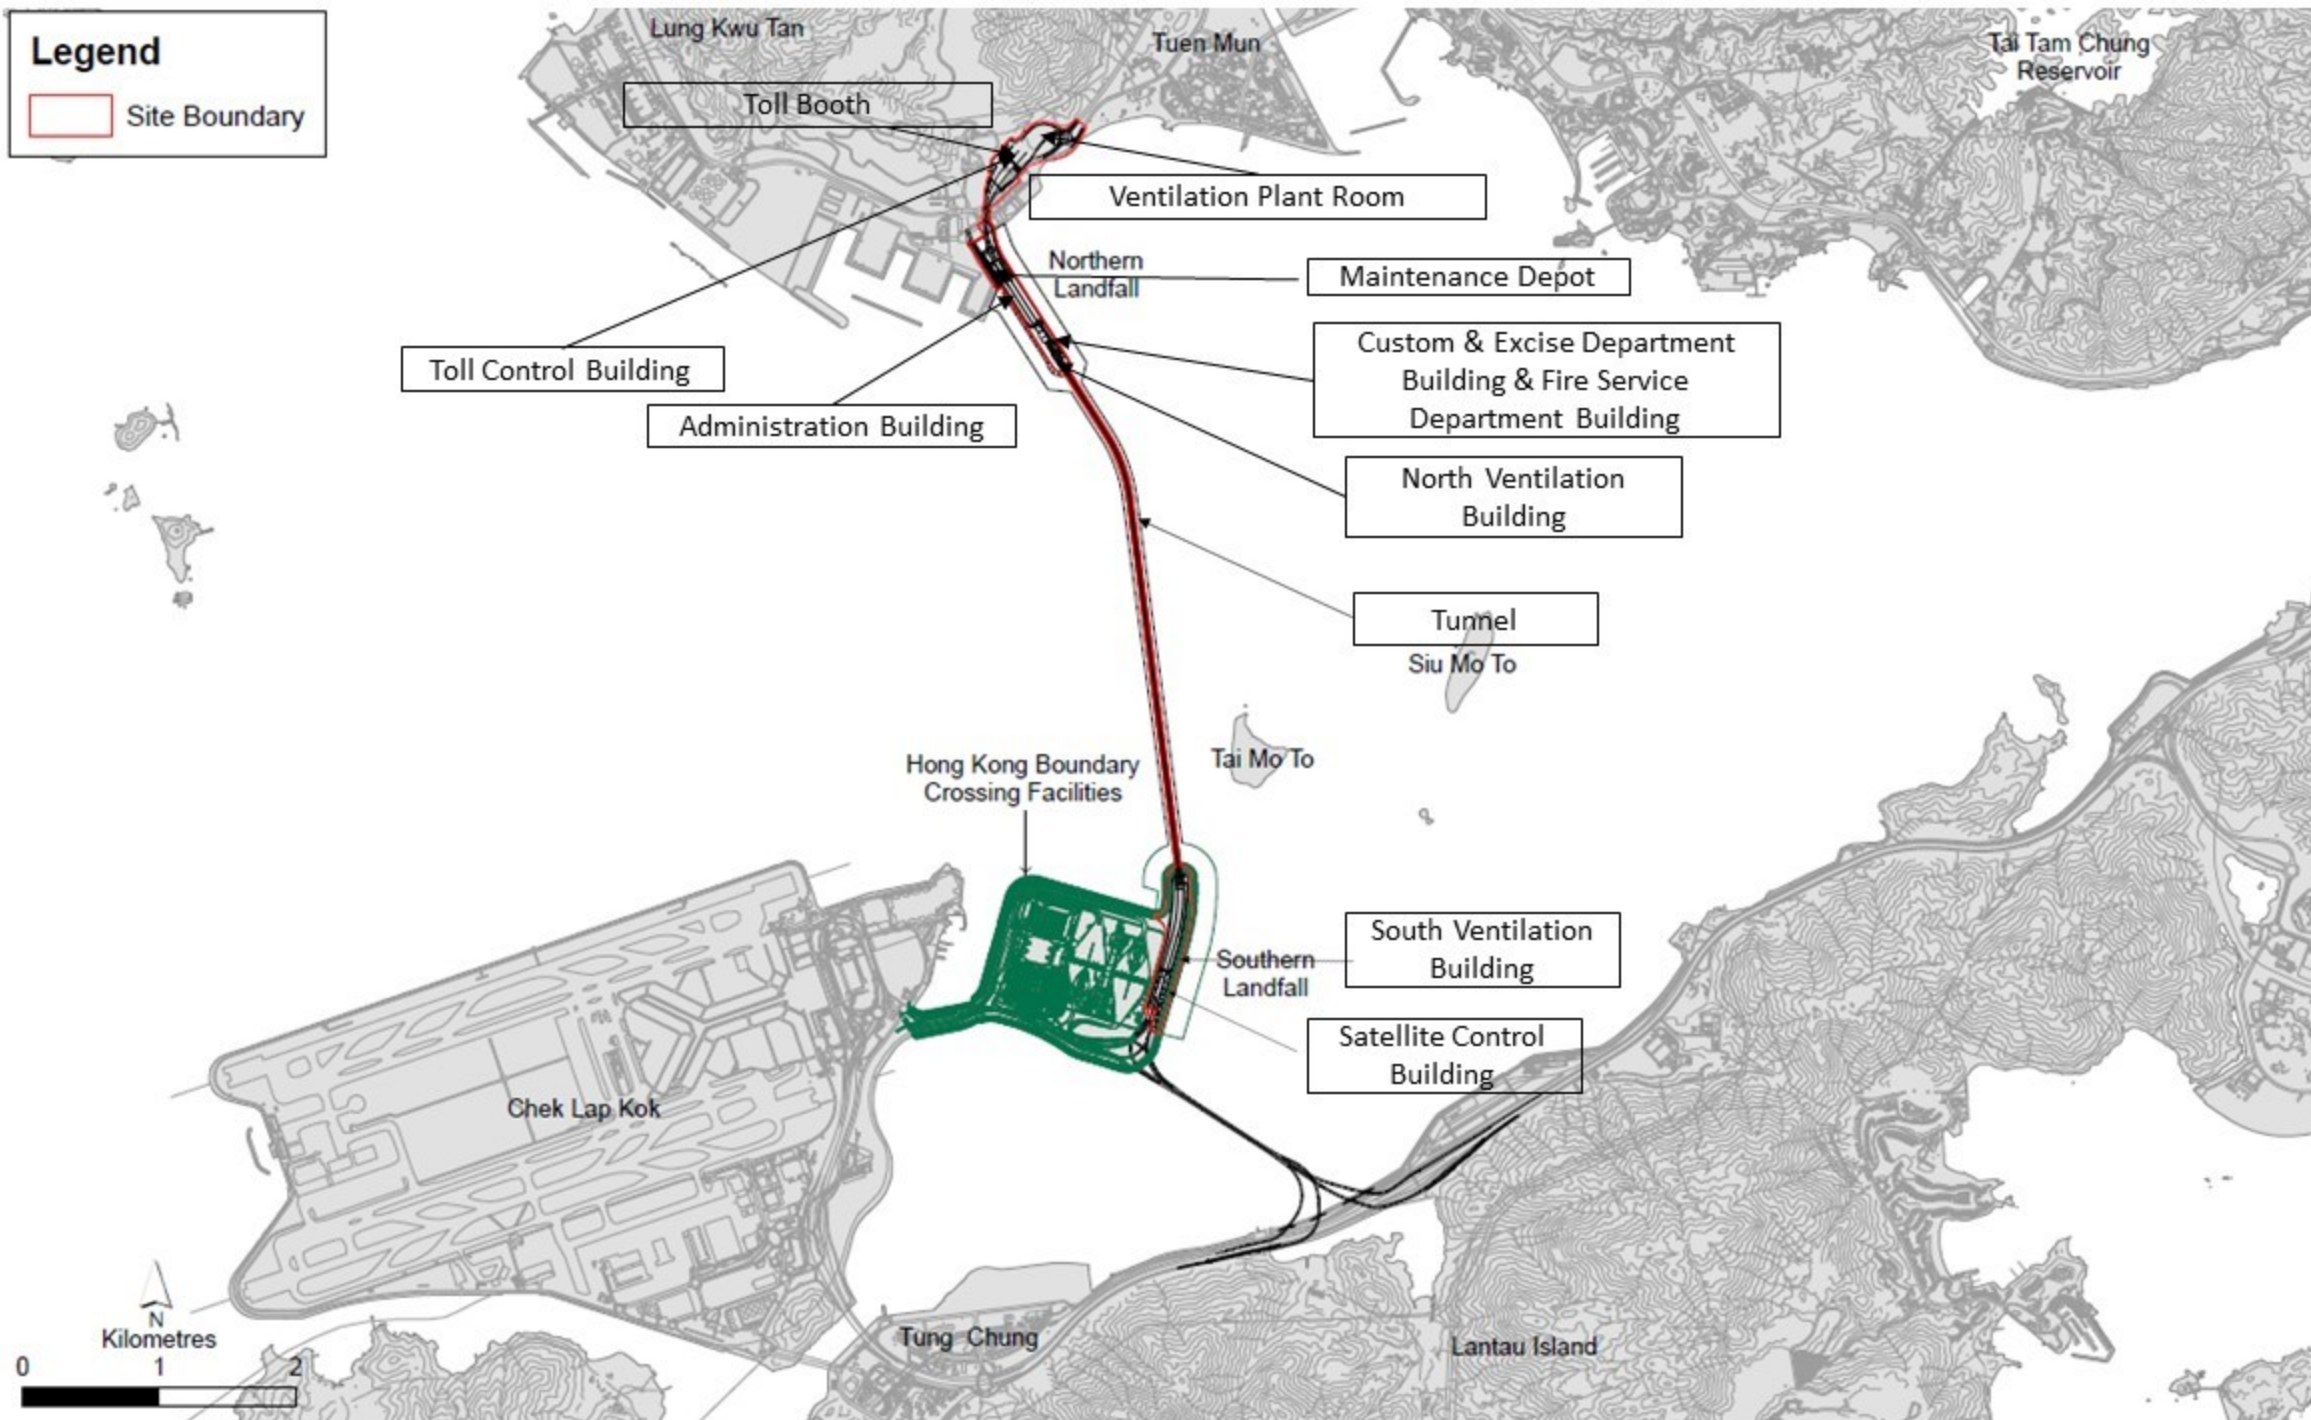 Legend
Site Boundary
Lung Kwu Tan
Tuen Mun
Tai Tam Chung
Reservoir
Toll Booth
Ventilation Plant Room
Northern
Landfall
Maintenance Depot
Custom & Excise Department
Building & Fire Service
Department Building
Toll Control Building
Administration Building
North Ventilation
Building
Tunnel
Siu Mo To
Tai Mo To
Hong Kong Boundary
Crossing Facilities
South Ventilation
Building
Southern
Landfall
Satellite Control
Building
Chek Lap Kok
Tung Chung
Lantau Island
N
Kilometres
0 1 2